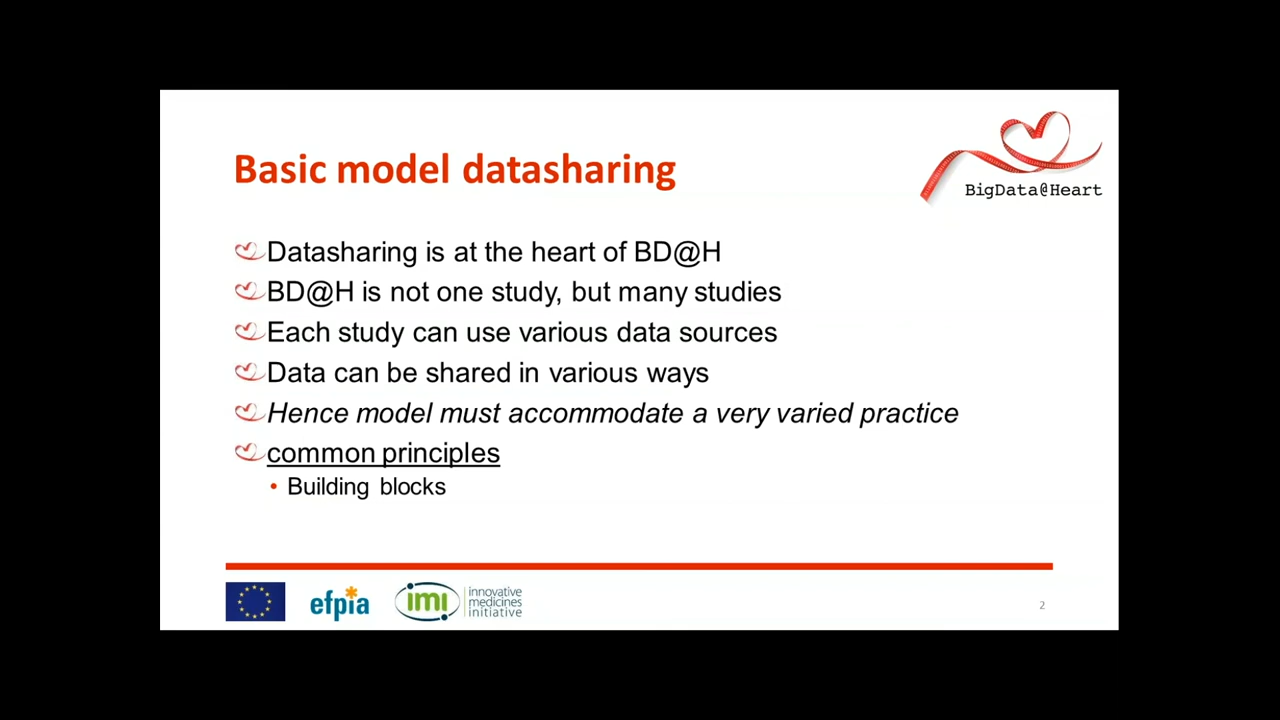 Basic model datasharing
BigData@Heart
Datasharing is at the heart of BD@H
BD@H is not one study, but many studies
Each study can use various data sources
Data can be shared in various ways
Hence model must accommodate a very varied practice
common principles
• Building blocks
efpia
imi
innovative
medicines
initiative
2